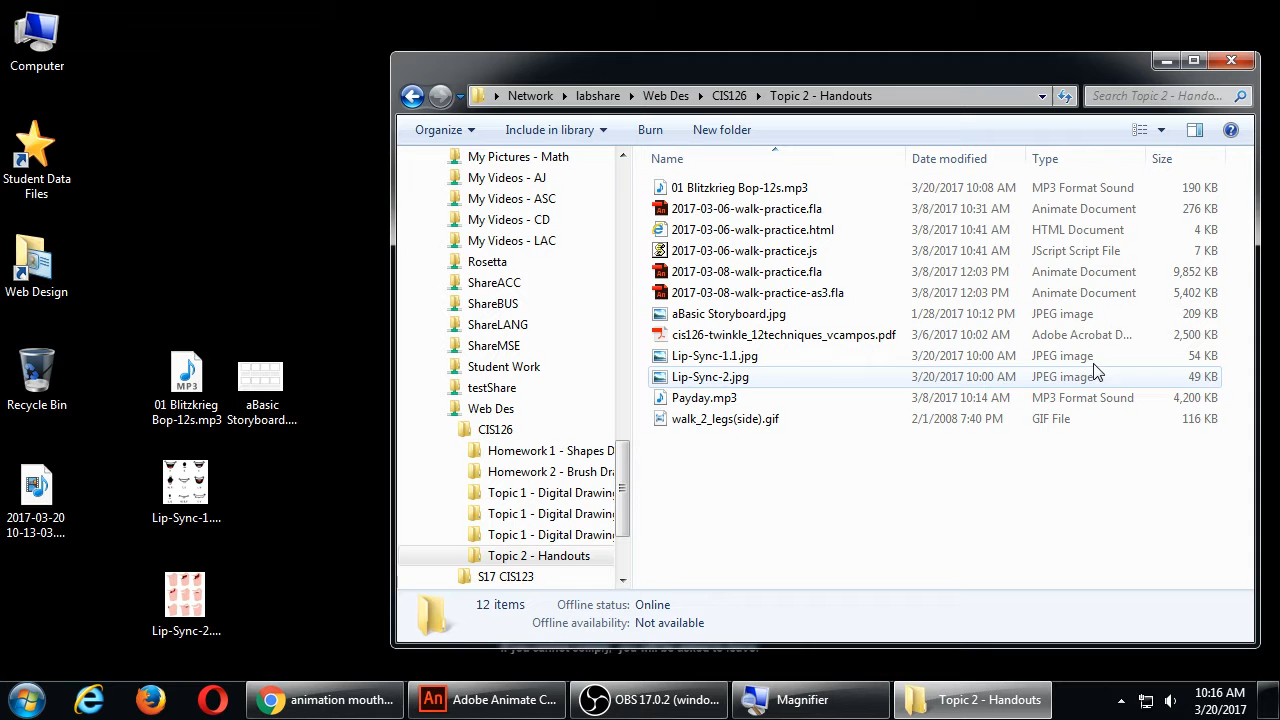 Computer
Student Data
Files
Web Design
Recycle Bin
2017-03-20
10-13-03....
MP3
01 Blitzkrieg
Bop-12s.mp3
aBasic
Storyboard....
Lip-Sync-1....
Lip-Sync-2....
Network
labshare
Web Des
CIS126
Topic 2 - Handouts
Search Topic 2 - Hando...
Organize
Include in library
Burn
New folder
My Pictures - Math
My Videos - AJ
My Videos - ASC
My Videos - CD
My Videos - LAC
Rosetta
ShareACC
ShareBUS
ShareLANG
ShareMSE
Student Work
testShare
Web Des
CIS126
Homework 1 - Shapes D
Homework 2 - Brush Dr
Topic 1 - Digital Drawin
Topic 1 - Digital Drawin
Topic 1 - Digital Drawin
Topic 2 - Handouts
S17 CIS123
Name Date modified Type Size
01 Blitzkrieg Bop-12s.mp3 3/20/2017 10:08 AM MP3 Format Sound 190 KB
2017-03-06-walk-practice.fla 3/8/2017 10:31 AM Animate Document 276 KB
2017-03-06-walk-practice.html 3/8/2017 10:41 AM HTML Document 4 KB
2017-03-06-walk-practice.js 3/8/2017 10:41 AM JScript Script File 7 KB
2017-03-08-walk-practice.fla 3/8/2017 12:03 PM Animate Document 9,852 KB
2017-03-08-walk-practice-as3.fla 3/8/2017 12:03 PM Animate Document 5,402 KB
aBasic Storyboard.jpg 1/28/2017 10:12 PM JPEG image 209 KB
cis126-twinkle_12techniques_vcampos.pdf 3/6/2017 10:02 AM Adobe Acrobat D... 2,500 KB
Lip-Sync-1.1.jpg 3/20/2017 10:00 AM JPEG image 54 KB
Lip-Sync-2.jpg 3/20/2017 10:00 AM JPEG image 49 KB
Payday.mp3 3/8/2017 10:14 AM MP3 Format Sound 4,200 KB
walk_2_legs(side).gif 2/1/2008 7:40 PM GIF File 116 KB
12 items Offline status: Online
Offline availability: Not available
If you cannot comply, you will be asked to leave.
animation mouth...
An Adobe Animate C...
OBS 17.0.2 (windo...
Magnifier
Topic 2 - Handouts
10:16 AM
3/20/2017